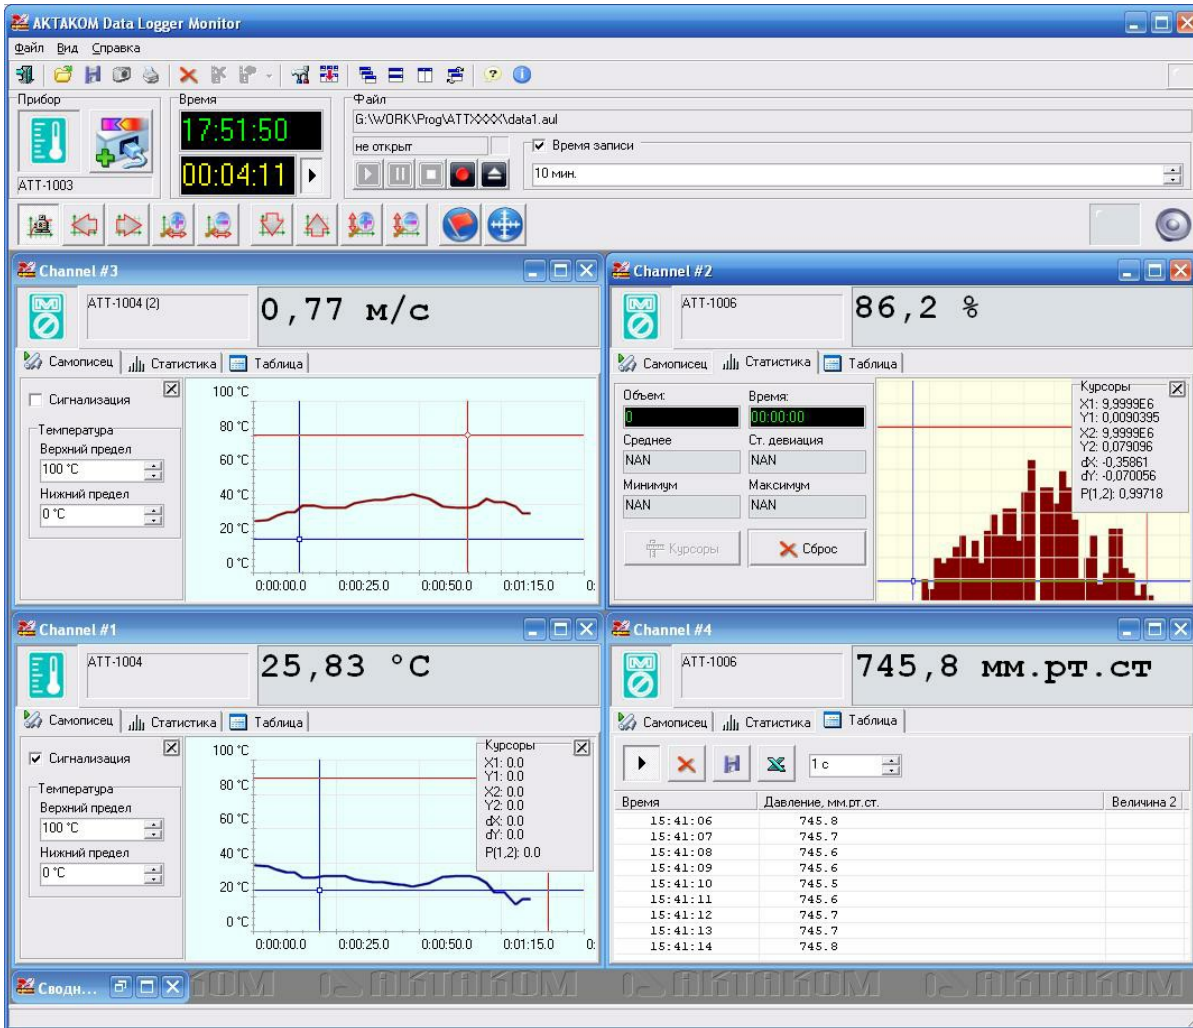 AKTAKOM Data Logger Monitor
Файл Вид Справка
Прибор
Время
Файл
17:51:50
G:\WORK\Prog\ATTXXXX\data1.aul
не открыт
Время записи
00:04:11
10 мин.
ATT-1003
Channel #3
ATT-1004 (2)
0,77 м/с
Самописец Статистика Таблица
Сигнализация
Температура
Верхний предел
100 °C
Нижний предел
0 °C
100 °C
80 °C
60 °C
40 °C
20 °C
0 °C
0:00:00.0 0:00:25.0 0:00:50.0 0:01:15.0 0:
Channel #2
ATT-1006
86,2 %
Самописец Статистика Таблица
Объем: Время:
0 00:00:00
Среднее Ст. девиация
NAN NAN
Минимум Максимум
NAN NAN
Курсоры Сброс
Курсоры
X1: 9,9999E6
Y1: 0,0090395
X2: 9,9999E6
Y2: 0,079096
dX: -0,35861
dY: -0,070056
P(1,2): 0,99718
Channel #1
ATT-1004
25,83 °C
Самописец Статистика Таблица
Сигнализация
Температура
Верхний предел
100 °C
Нижний предел
0 °C
100 °C
80 °C
60 °C
40 °C
20 °C
0 °C
0:00:00.0 0:00:25.0 0:00:50.0 0:01:15.0 0:
Курсоры
X1: 0.0
Y1: 0.0
X2: 0.0
Y2: 0.0
dX: 0.0
dY: 0.0
P(1,2): 0.0
Channel #4
ATT-1006
745,8 мм.рт.ст
Самописец Статистика Таблица
1 с
Время Давление, мм.рт.ст. Величина 2
15:41:06 745.8
15:41:07 745.7
15:41:08 745.6
15:41:09 745.6
15:41:10 745.5
15:41:11 745.6
15:41:12 745.7
15:41:13 745.7
15:41:14 745.8
Сводн...
AKTAKOM AKTAKOM AKTAKOM